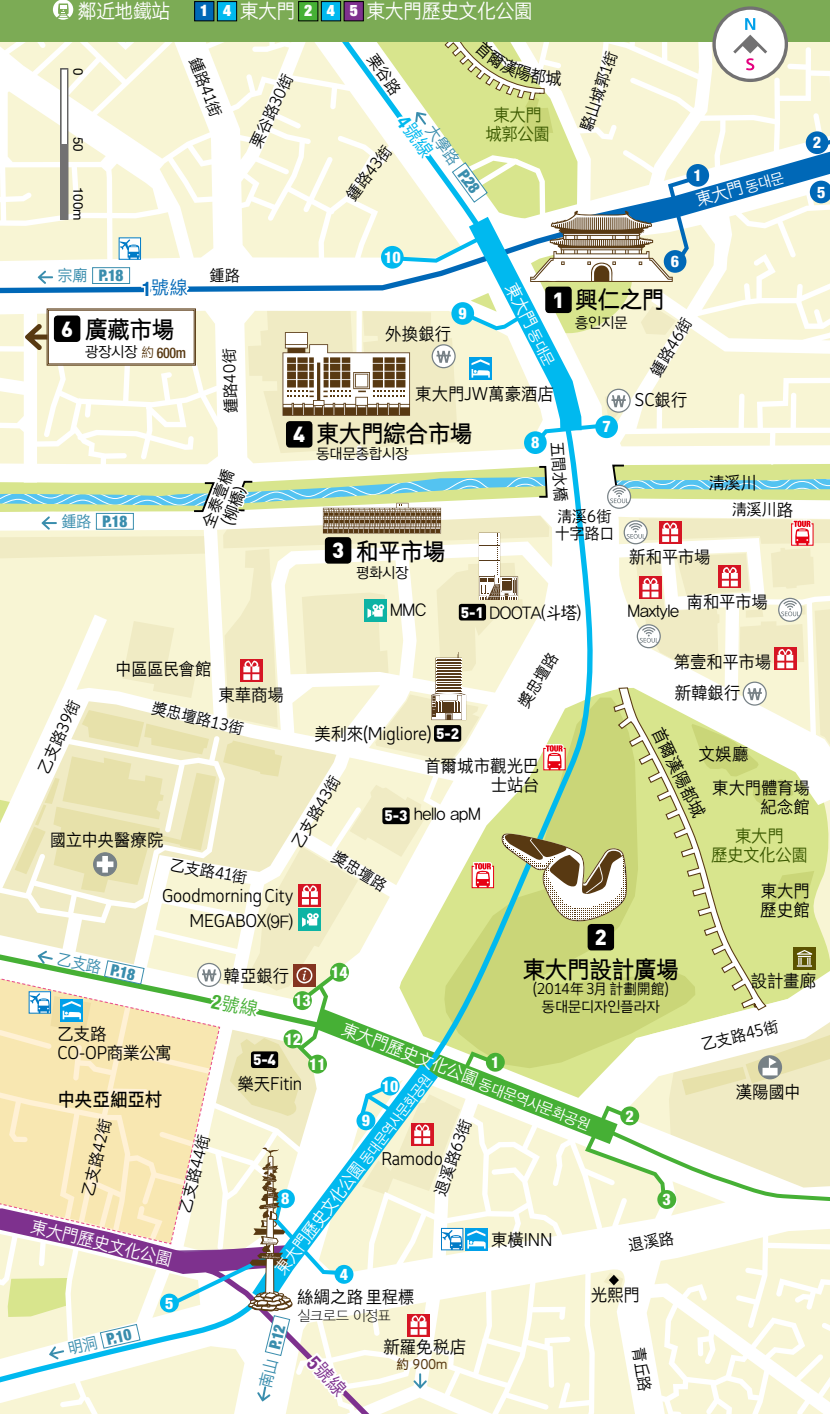 鄰近地鐵站 1 4 東大門 2 4 5 東大門歷史文化公園
N
S
0
50
100m
鍾路41街
栗谷路30街
鍾路43街
栗谷路
首爾漢陽都城
東大門
城郭公園
駱山城郭1街
4號線
←大學路 P.28
東大門 동대문
1
2
5
6
10
9
←宗廟 P.18
1號線
鍾路
東大門 동대문
1 興仁之門
흥인지문
6 廣藏市場
광장시장 約 600m
鍾路40街
外換銀行
東大門JW萬豪酒店
鍾路46街
SC銀行
4 東大門綜合市場
동대문종합시장
8
7
五間水橋
全泰壹橋
(柳橋)
清溪川
清溪川路
SEOUL
TOUR
←鍾路 P.18
清溪6街
十字路口
3 和平市場
평화시장
SEOUL
新和平市場
MMC
5-1 DOOTA(斗塔)
Maxtyle
南和平市場
SEOUL
SEOUL
第壹和平市場
新韓銀行
中區區民會館
東華商場
獎忠壇路
乙支路39街
獎忠壇路13街
美利來(Migliore) 5-2
首爾城市觀光巴
士站台
TOUR
首爾漢陽都城
文娛廳
東大門體育場
紀念館
東大門
歷史文化公園
東大門
歷史館
設計畫廊
乙支路43街
5-3 hello apM
國立中央醫療院
乙支路41街
獎忠壇路
TOUR
Goodmorning City
MEGABOX(9F)
2
東大門設計廣場
(2014年 3月 計劃開館)
동대문디자인플라자
←乙支路 P.18
韓亞銀行
14
13
2號線
12
11
乙支路
CO-OP商業公寓
5-4
樂天Fitin
中央亞細亞村
東大門歷史文化公園 동대문역사문화공원
1
2
3
乙支路45街
漢陽國中
10
9
東大門歷史文化公園 동대문역사문화공원
Ramodo
退溪路63街
乙支路42街
乙支路44街
8
東大門歷史文化公園
4
5
東橫INN
退溪路
光熙門
絲綢之路 里程標
실크로드 이정표
新羅免稅店
約 900m
↓
←明洞 P.10
←南山 P.12
5號線
青丘路